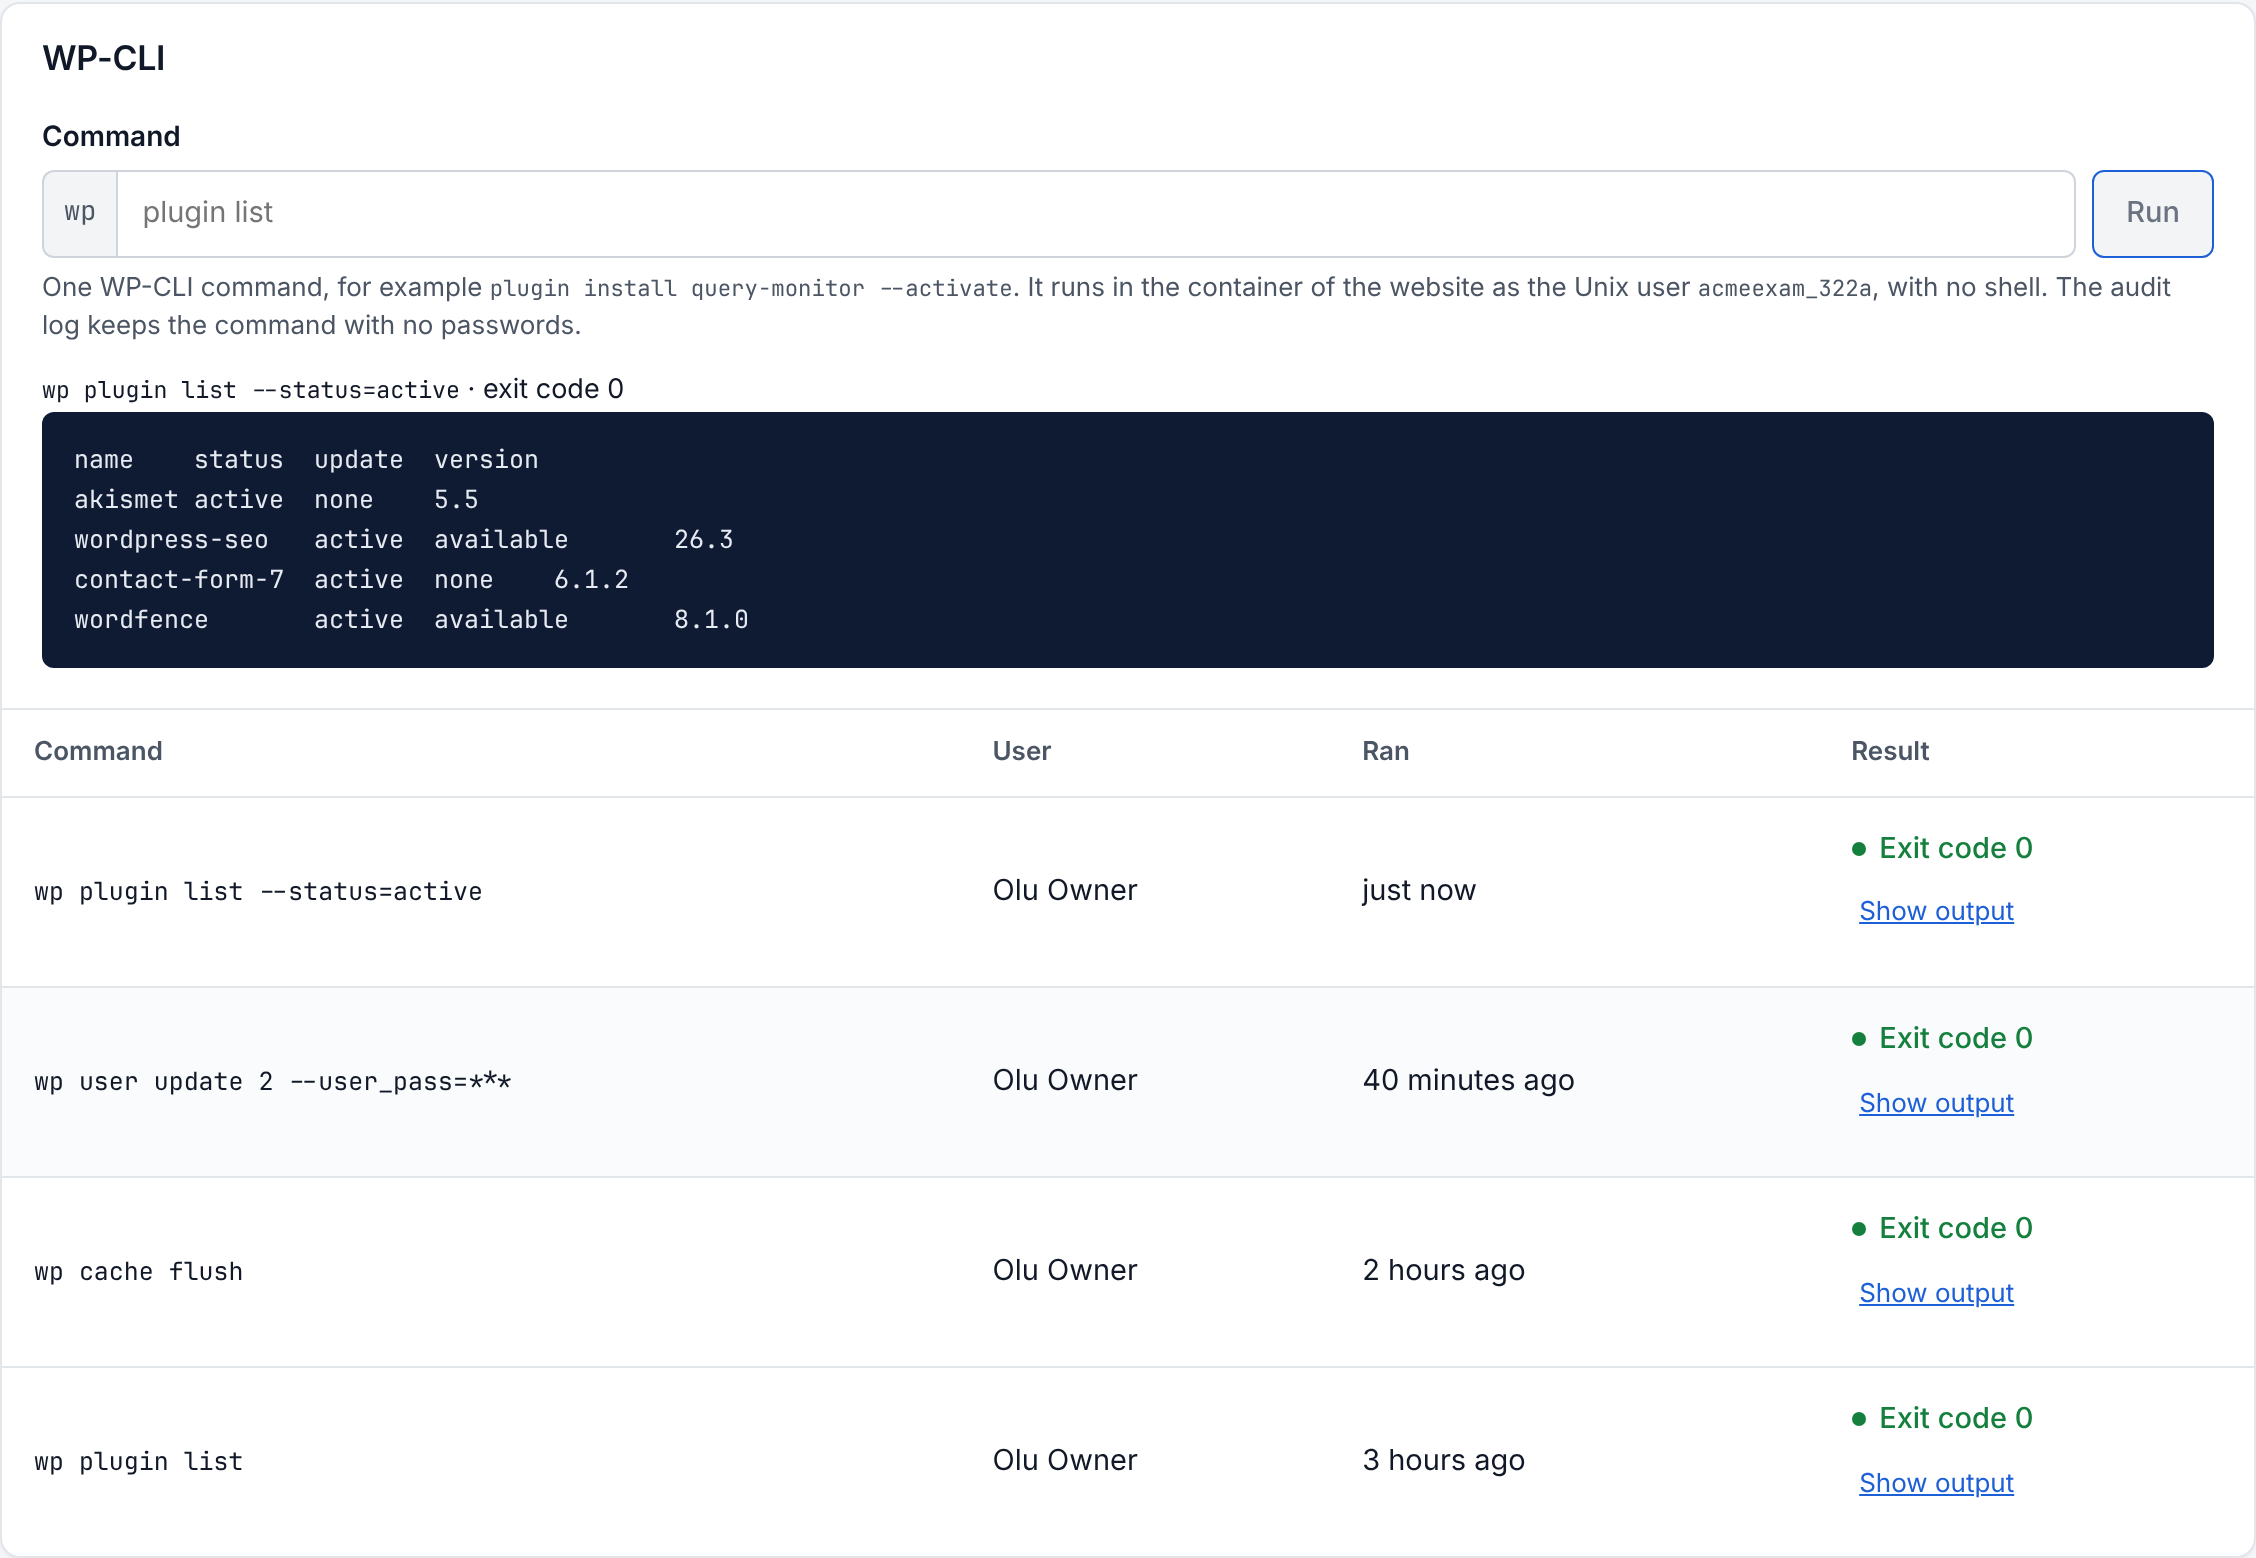 WP-CLI
Command
wp plugin list Run
One WP-CLI command, for example plugin install query-monitor --activate. It runs in the container of the website as the Unix user acmeexam_322a, with no shell. The audit
log keeps the command with no passwords.
wp plugin list --status=active · exit code 0
name status update version
akismet active none 5.5
wordpress-seo active available 26.3
contact-form-7 active none 6.1.2
wordfence active available 8.1.0
Command User Ran Result
wp plugin list --status=active Olu Owner just now Exit code 0
Show output
wp user update 2 --user_pass=*** Olu Owner 40 minutes ago Exit code 0
Show output
wp cache flush Olu Owner 2 hours ago Exit code 0
Show output
wp plugin list Olu Owner 3 hours ago Exit code 0
Show output